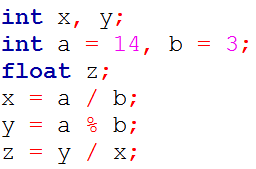 int x, y;
int a = 14, b = 3;
float z;
x = a / b;
y = a % b;
z = y / x;